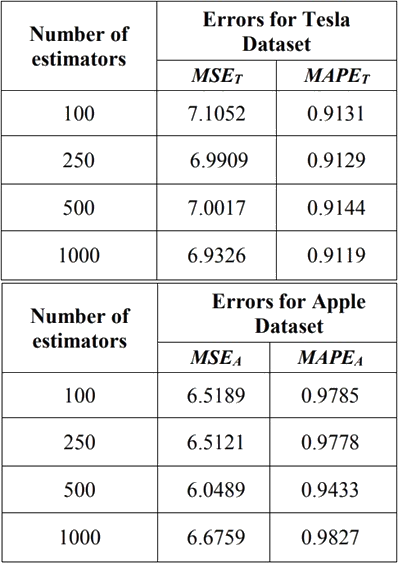 Number of estimators Errors for Tesla Dataset
MSE_T MAPE_T
100 7.1052 0.9131
250 6.9909 0.9129
500 7.0017 0.9144
1000 6.9326 0.9119
Number of estimators Errors for Apple Dataset
MSE_A MAPE_A
100 6.5189 0.9785
250 6.5121 0.9778
500 6.0489 0.9433
1000 6.6759 0.9827